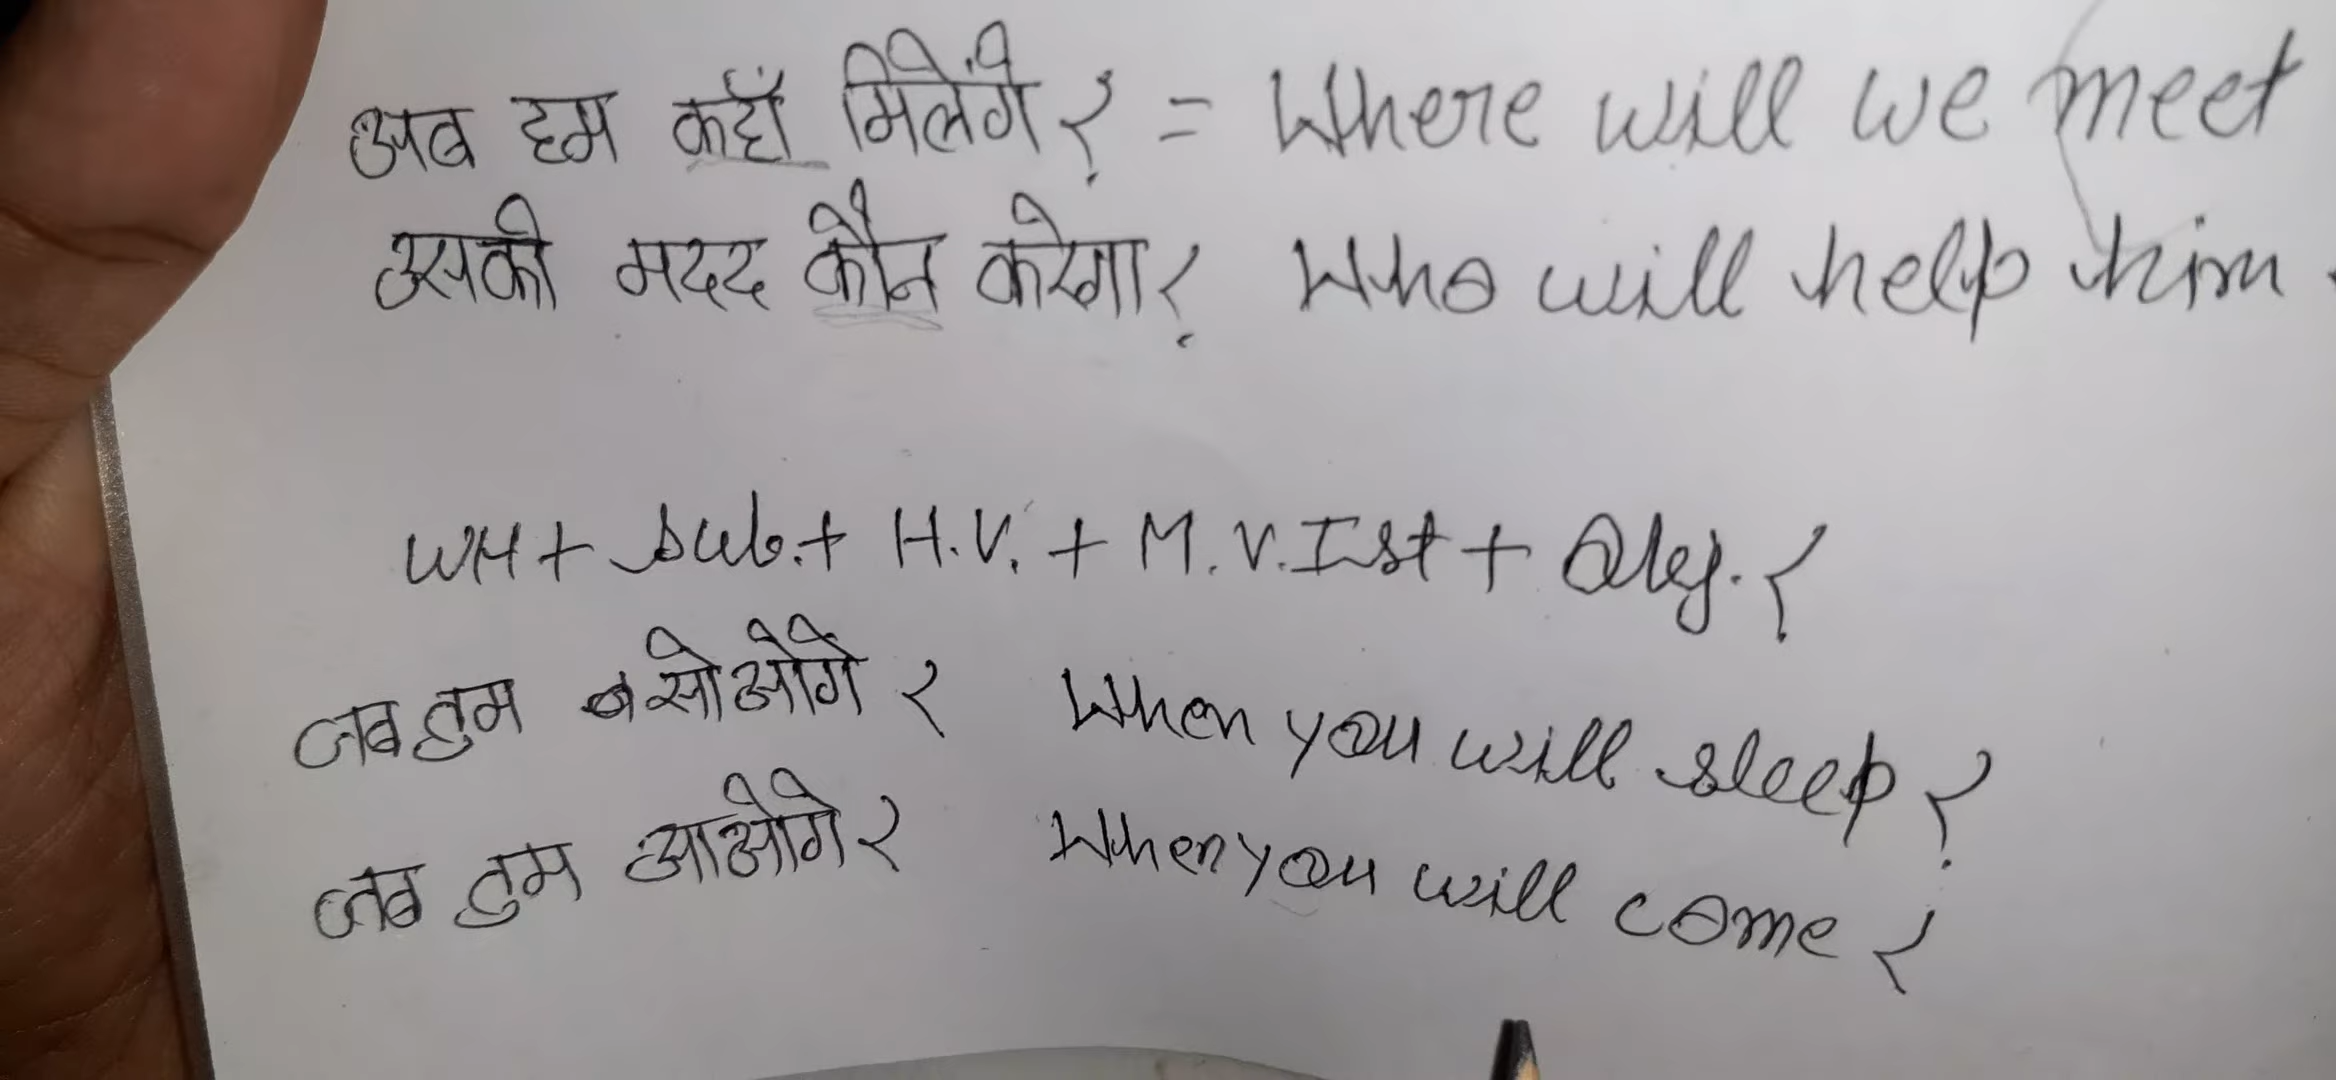 अब हम कहाँ मिलेंगे ? = Where will we meet
उसकी मदद कौन करेगा ? Who will help him
WH + Sub. + H.V. + M.V. Ist + Obj. ?
जब तुम सोओगे ? When you will sleep ?
जब तुम आओगे ? When you will come ?